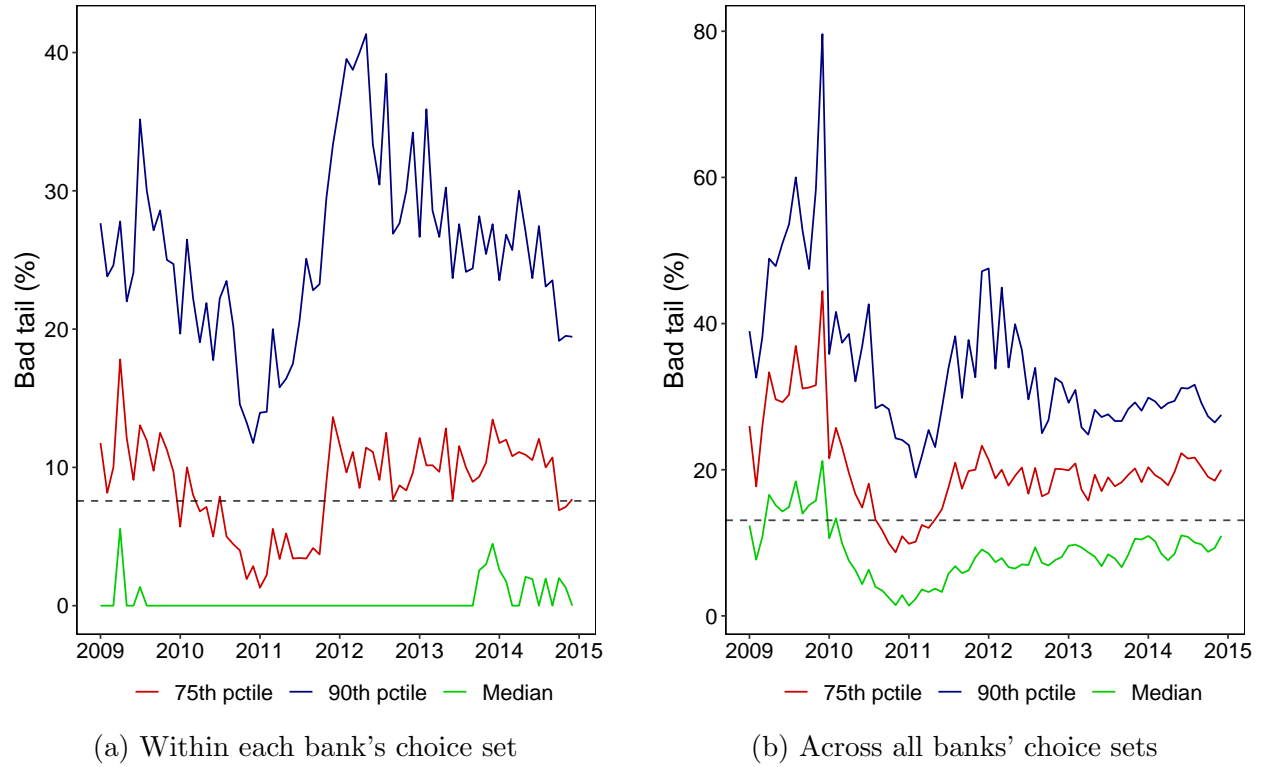 Bad tail (%)
40
30
20
10
0
2009 2010 2011 2012 2013 2014 2015
75th pctile 90th pctile Median
(a) Within each bank's choice set
Bad tail (%)
80
60
40
20
0
2009 2010 2011 2012 2013 2014 2015
75th pctile 90th pctile Median
(b) Across all banks' choice sets